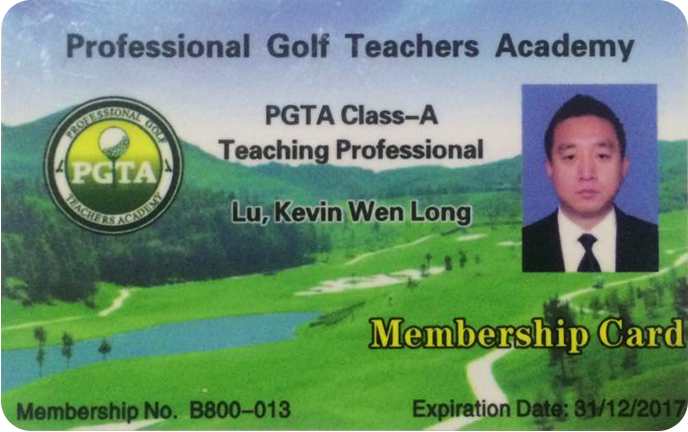 Professional Golf Teachers Academy
PGTA Class-A
Teaching Professional
PROFESSIONAL GOLF
PGTA
TEACHERS ACADEMY
Lu, Kevin Wen Long
Membership Card
Membership No. B800-013
Expiration Date: 31/12/2017